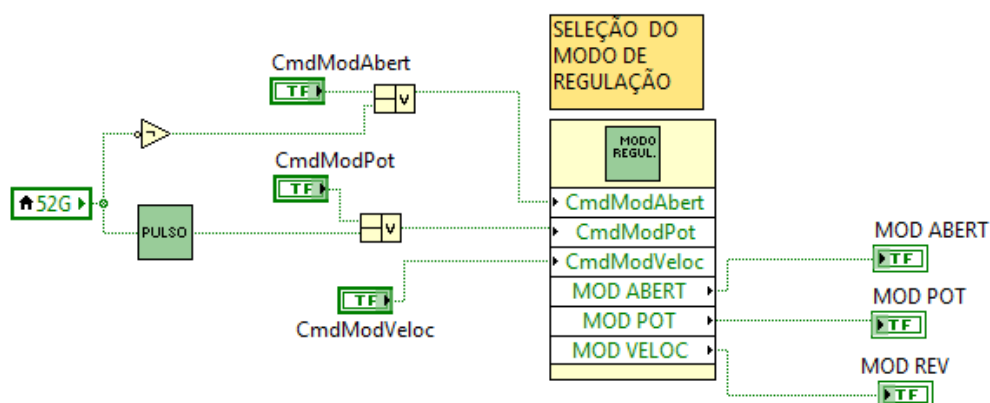 SELEÇÃO DO
MODO DE
REGULAÇÃO
CmdModAbert
TF
V
MODO
REGUL.
CmdModPot
TF
52G
PULSO
V
CmdModAbert
CmdModPot
CmdModVeloc
MOD ABERT
MOD POT
MOD VELOC
TF
CmdModVeloc
MOD ABERT
TF
MOD POT
TF
MOD REV
TF